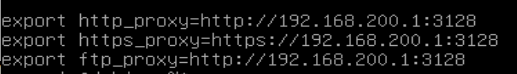 export http_proxy=http://192.168.200.1:3128
export https_proxy=https://192.168.200.1:3128
export ftp_proxy=http://192.168.200.1:3128